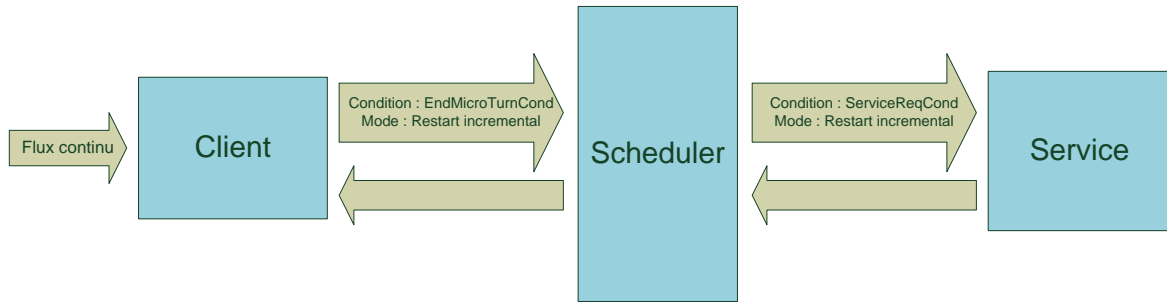 Flux continu
Client
Condition : EndMicroTurnCond
Mode : Restart incremental
Scheduler
Condition : ServiceReqCond
Mode : Restart incremental
Service